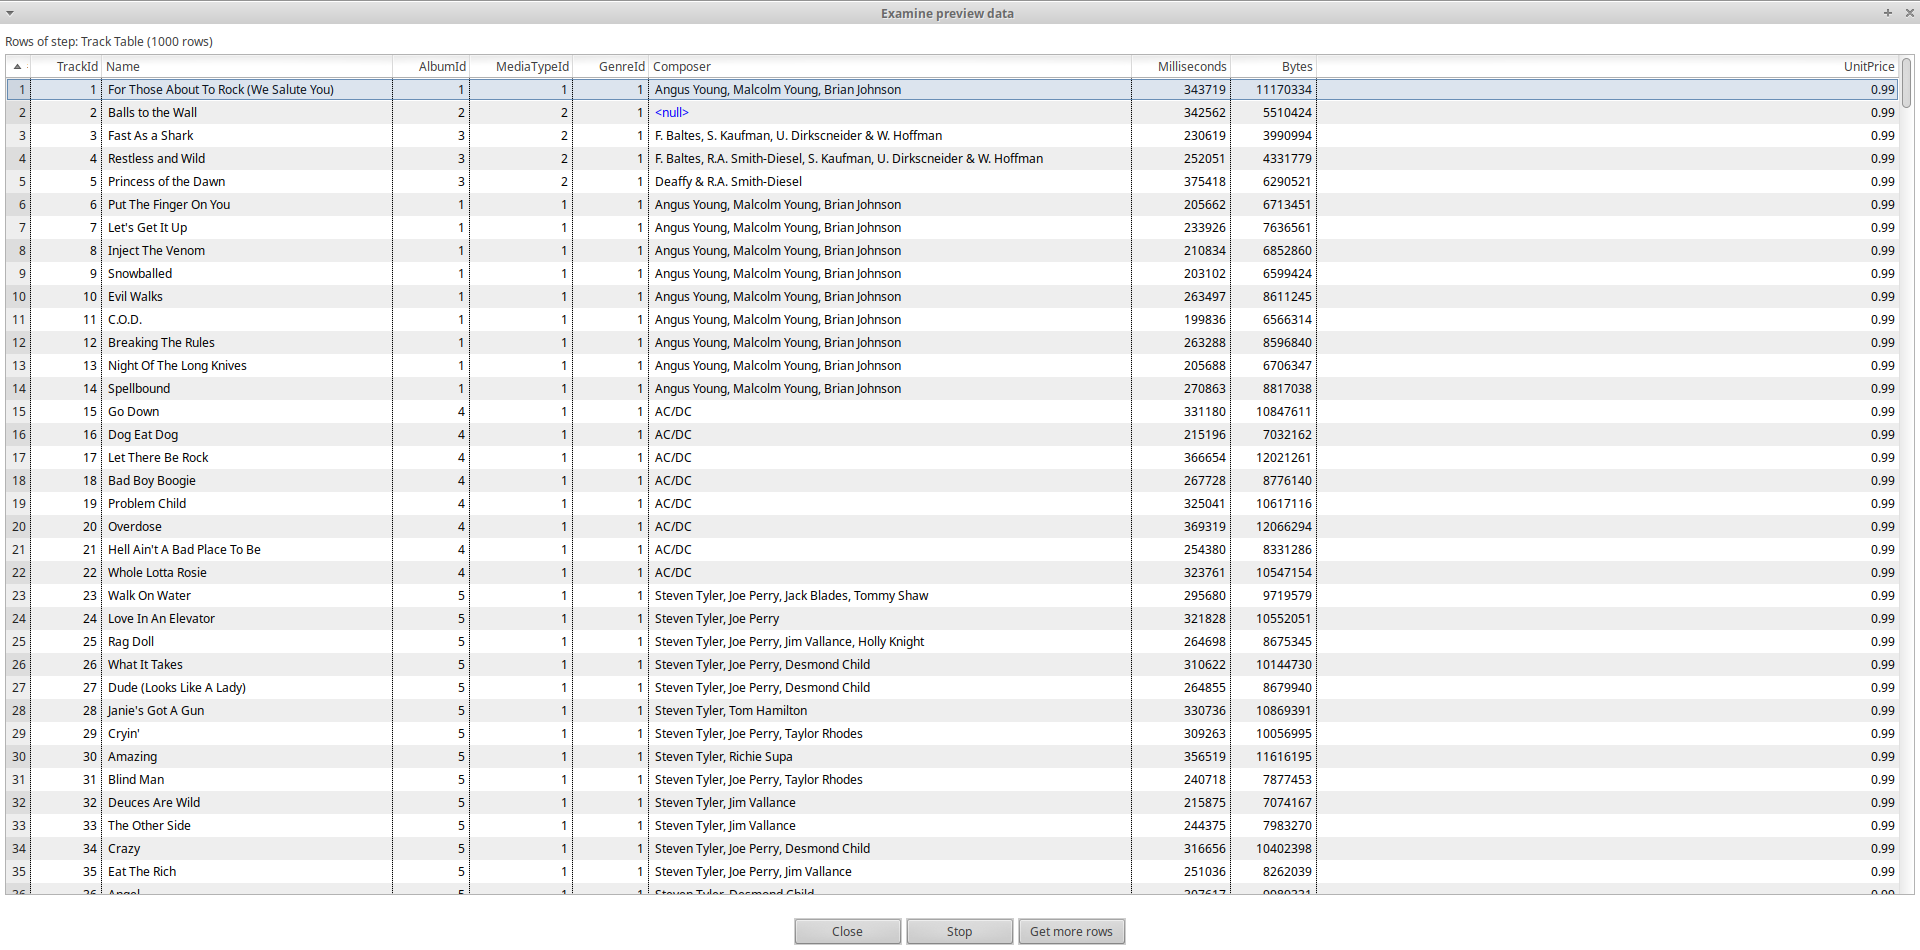 Examine preview data
Rows of step: Track Table (1000 rows)
TrackId Name AlbumId MediaTypeId GenreId Composer Milliseconds Bytes UnitPrice
1 1 For Those About To Rock (We Salute You) 1 1 1 Angus Young, Malcolm Young, Brian Johnson 343719 11170334 0.99
2 2 Balls to the Wall 2 2 1 <null> 342562 5510424 0.99
3 3 Fast As a Shark 3 2 1 F. Baltes, S. Kaufman, U. Dirkscneider & W. Hoffman 230619 3990994 0.99
4 4 Restless and Wild 3 2 1 F. Baltes, R.A. Smith-Diesel, S. Kaufman, U. Dirkscneider & W. Hoffman 252051 4331779 0.99
5 5 Princess of the Dawn 3 2 1 Deaffy & R.A. Smith-Diesel 375418 6290521 0.99
6 6 Put The Finger On You 1 1 1 Angus Young, Malcolm Young, Brian Johnson 205662 6713451 0.99
7 7 Let's Get It Up 1 1 1 Angus Young, Malcolm Young, Brian Johnson 233926 7636561 0.99
8 8 Inject The Venom 1 1 1 Angus Young, Malcolm Young, Brian Johnson 210834 6852860 0.99
9 9 Snowballed 1 1 1 Angus Young, Malcolm Young, Brian Johnson 203102 6599424 0.99
10 10 Evil Walks 1 1 1 Angus Young, Malcolm Young, Brian Johnson 263497 8611245 0.99
11 11 C.O.D. 1 1 1 Angus Young, Malcolm Young, Brian Johnson 199836 6566314 0.99
12 12 Breaking The Rules 1 1 1 Angus Young, Malcolm Young, Brian Johnson 263288 8596840 0.99
13 13 Night Of The Long Knives 1 1 1 Angus Young, Malcolm Young, Brian Johnson 205688 6706347 0.99
14 14 Spellbound 1 1 1 Angus Young, Malcolm Young, Brian Johnson 270863 8817038 0.99
15 15 Go Down 4 1 1 AC/DC 331180 10847611 0.99
16 16 Dog Eat Dog 4 1 1 AC/DC 215196 7032162 0.99
17 17 Let There Be Rock 4 1 1 AC/DC 366654 12021261 0.99
18 18 Bad Boy Boogie 4 1 1 AC/DC 267728 8776140 0.99
19 19 Problem Child 4 1 1 AC/DC 325041 10617116 0.99
20 20 Overdose 4 1 1 AC/DC 369319 12066294 0.99
21 21 Hell Ain't A Bad Place To Be 4 1 1 AC/DC 254380 8331286 0.99
22 22 Whole Lotta Rosie 4 1 1 AC/DC 323761 10547154 0.99
23 23 Walk On Water 5 1 1 Steven Tyler, Joe Perry, Jack Blades, Tommy Shaw 295680 9719579 0.99
24 24 Love In An Elevator 5 1 1 Steven Tyler, Joe Perry 321828 10552051 0.99
25 25 Rag Doll 5 1 1 Steven Tyler, Joe Perry, Jim Vallance, Holly Knight 264698 8675345 0.99
26 26 What It Takes 5 1 1 Steven Tyler, Joe Perry, Desmond Child 310622 10144730 0.99
27 27 Dude (Looks Like A Lady) 5 1 1 Steven Tyler, Joe Perry, Desmond Child 264855 8679940 0.99
28 28 Janie's Got A Gun 5 1 1 Steven Tyler, Tom Hamilton 330736 10869391 0.99
29 29 Cryin' 5 1 1 Steven Tyler, Joe Perry, Taylor Rhodes 309263 10056995 0.99
30 30 Amazing 5 1 1 Steven Tyler, Richie Supa 356519 11616195 0.99
31 31 Blind Man 5 1 1 Steven Tyler, Joe Perry, Taylor Rhodes 240718 7877453 0.99
32 32 Deuces Are Wild 5 1 1 Steven Tyler, Jim Vallance 215875 7074167 0.99
33 33 The Other Side 5 1 1 Steven Tyler, Jim Vallance 244375 7983270 0.99
34 34 Crazy 5 1 1 Steven Tyler, Joe Perry, Desmond Child 316656 10402398 0.99
35 35 Eat The Rich 5 1 1 Steven Tyler, Joe Perry, Jim Vallance 251036 8262039 0.99
36 36 Angel 5 1 1 Steven Tyler, Desmond Child 0.99
Close Stop Get more rows